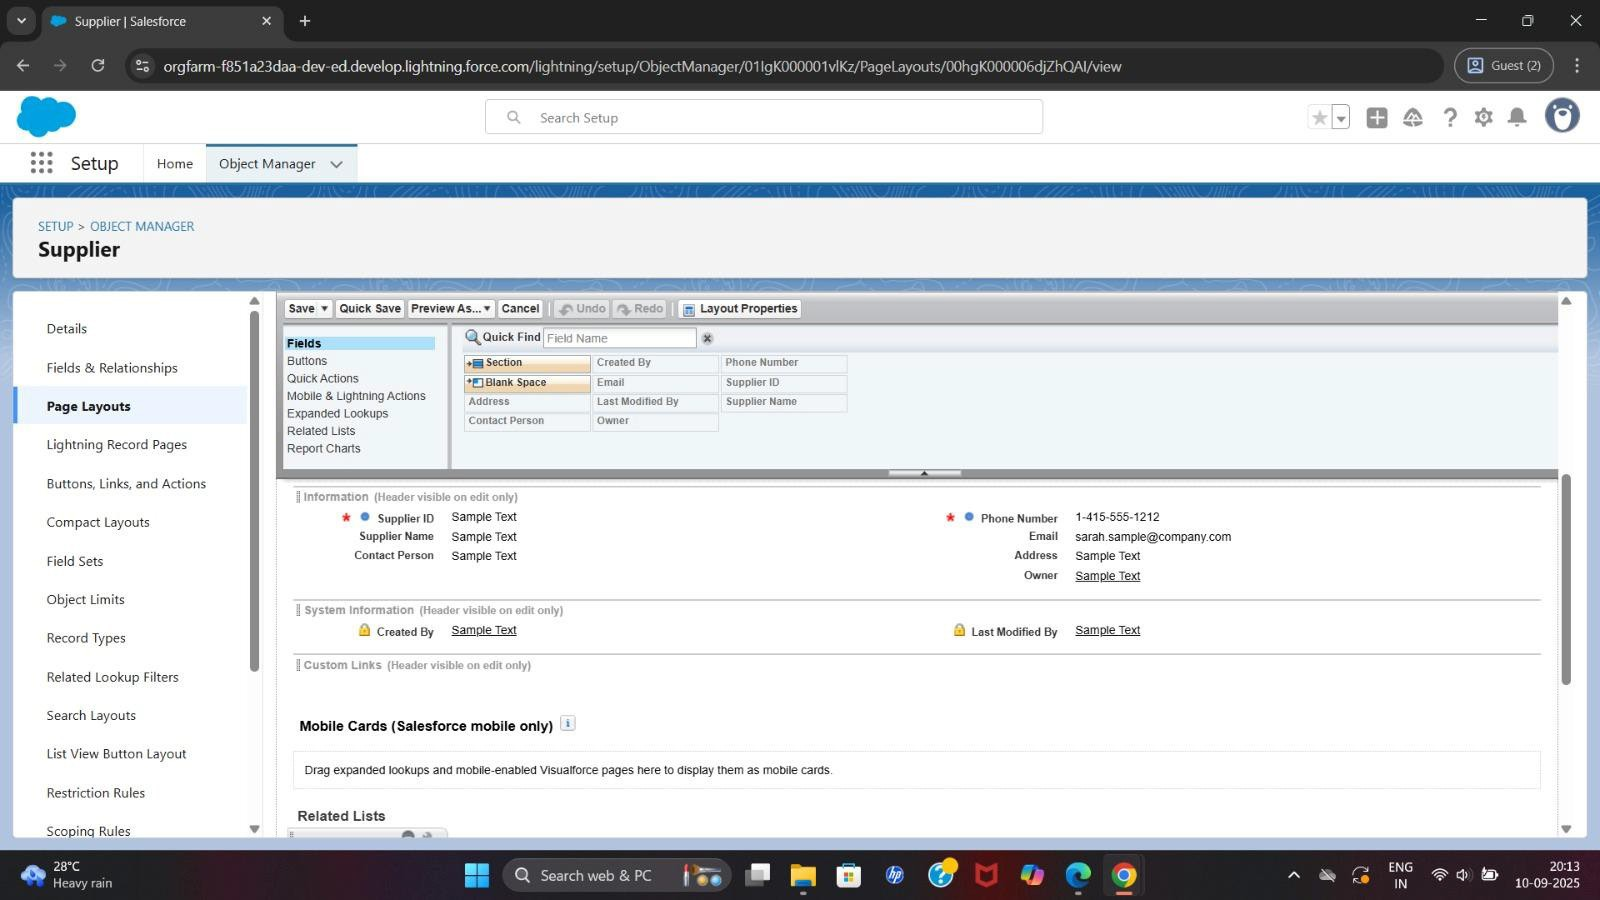 Supplier | Salesforce
orgfarm-f851a23daa-dev-ed.develop.lightning.force.com/lightning/setup/ObjectManager/01IgK000001vlKz/PageLayouts/00hgK000006djZhQAI/view
Guest (2)
Search Setup
Setup
Home
Object Manager
SETUP > OBJECT MANAGER
Supplier
Details
Fields & Relationships
Page Layouts
Lightning Record Pages
Buttons, Links, and Actions
Compact Layouts
Field Sets
Object Limits
Record Types
Related Lookup Filters
Search Layouts
List View Button Layout
Restriction Rules
Scoping Rules
Save Quick Save Preview As... Cancel Undo Redo Layout Properties
Fields
Buttons
Quick Actions
Mobile & Lightning Actions
Expanded Lookups
Related Lists
Report Charts
Quick Find Field Name
Section Created By Phone Number
Blank Space Email Supplier ID
Address Last Modified By Supplier Name
Contact Person Owner
Information (Header visible on edit only)
* Supplier ID Sample Text * Phone Number 1-415-555-1212
Supplier Name Sample Text Email sarah.sample@company.com
Contact Person Sample Text Address Sample Text
Owner Sample Text
System Information (Header visible on edit only)
Created By Sample Text Last Modified By Sample Text
Custom Links (Header visible on edit only)
Mobile Cards (Salesforce mobile only) i
Drag expanded lookups and mobile-enabled Visualforce pages here to display them as mobile cards.
Related Lists
28°C
Heavy rain
Search web & PC
hp
ENG
IN
20:13
10-09-2025